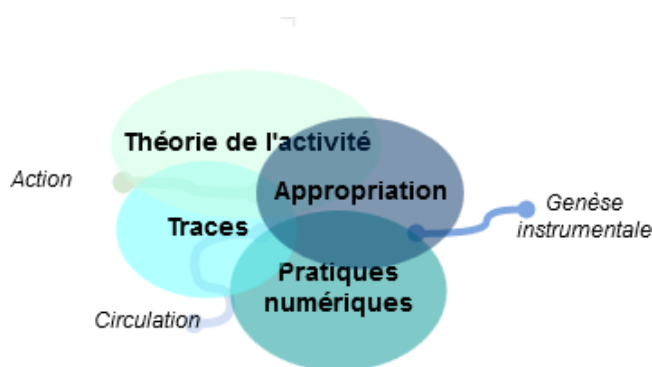 Théorie de l'activité
Action
Appropriation
Traces
Genèse
instrumentale
Pratiques
numériques
Circulation